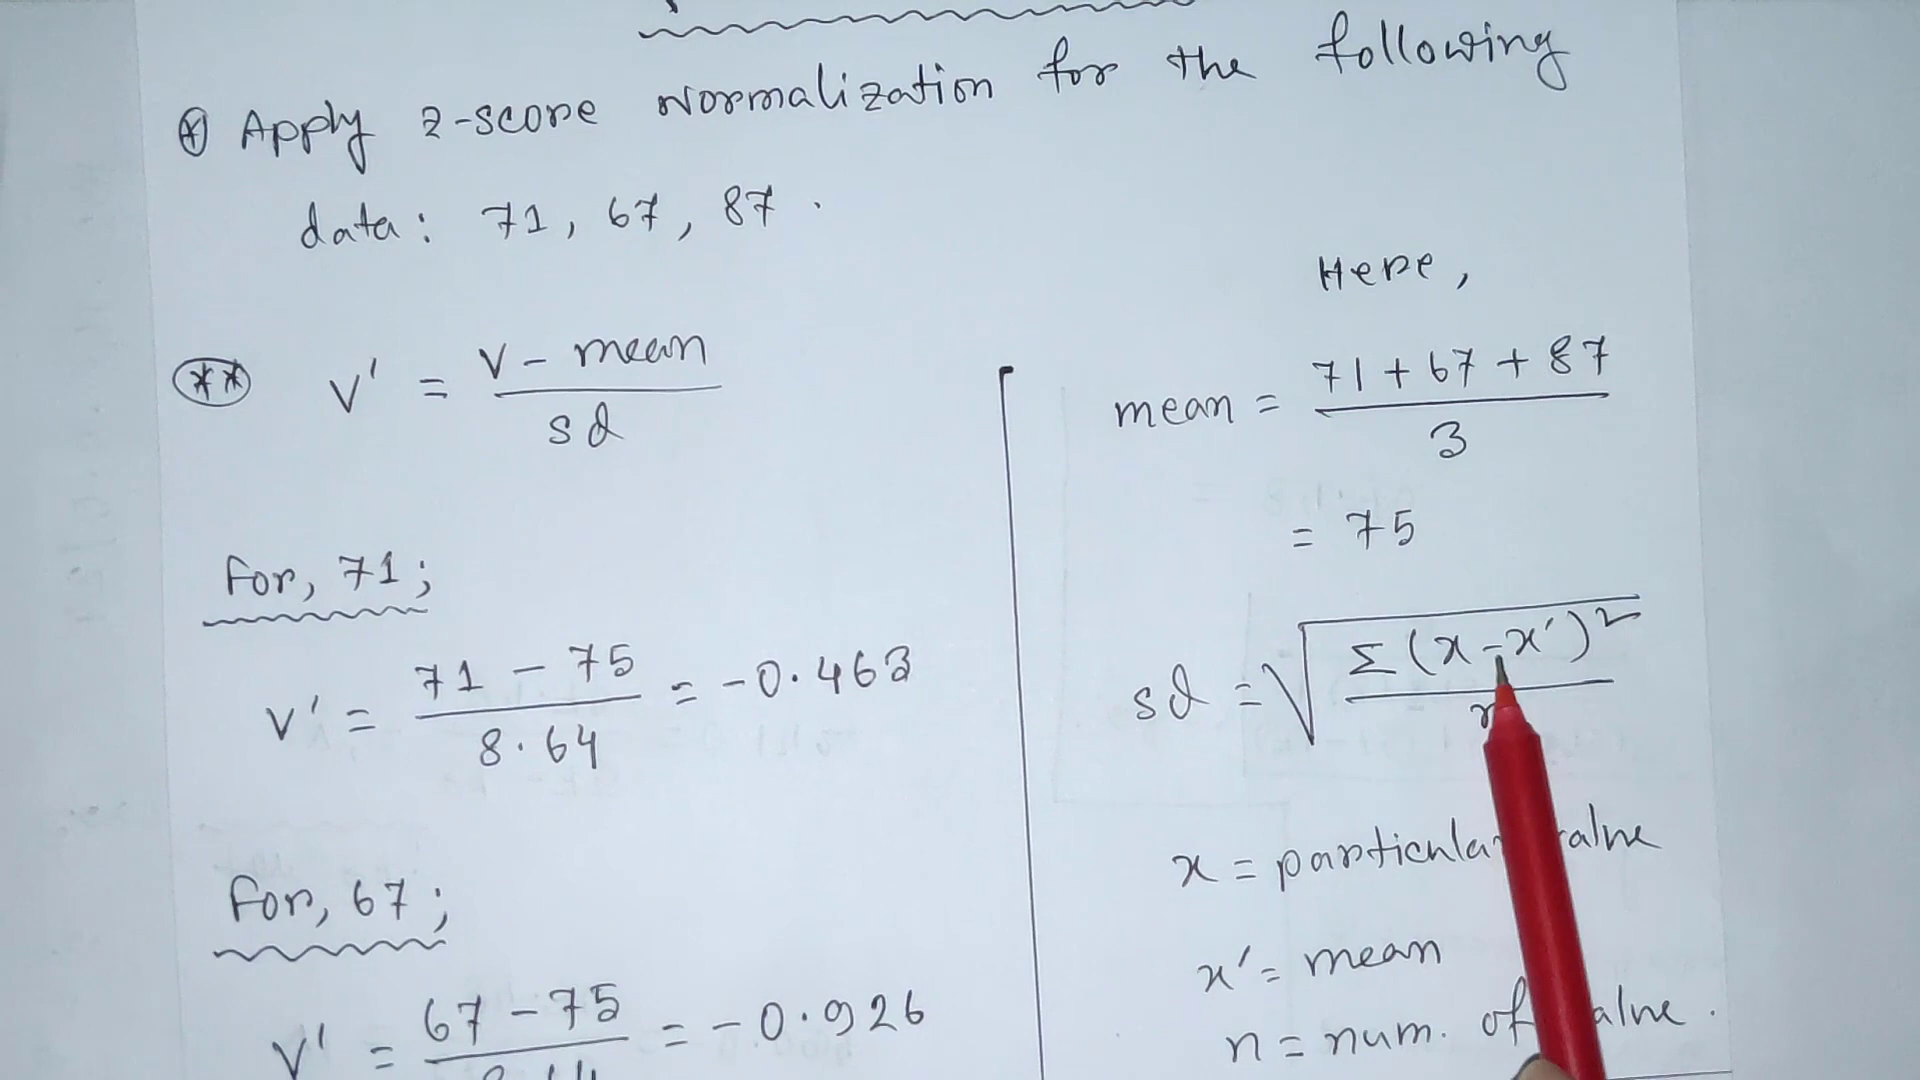 ⊛ Apply z-score Normalization for the following
data: 71, 67, 87.
** v' = v - mean / sd
For, 71;
v' = 71 - 75 / 8.64 = -0.463
For, 67;
v' = 67 - 75 / = -0.926
Here,
mean = 71 + 67 + 87 / 3
= 75
sd = √ Σ (x - x')² /
x =
x' = mean
n = num. of